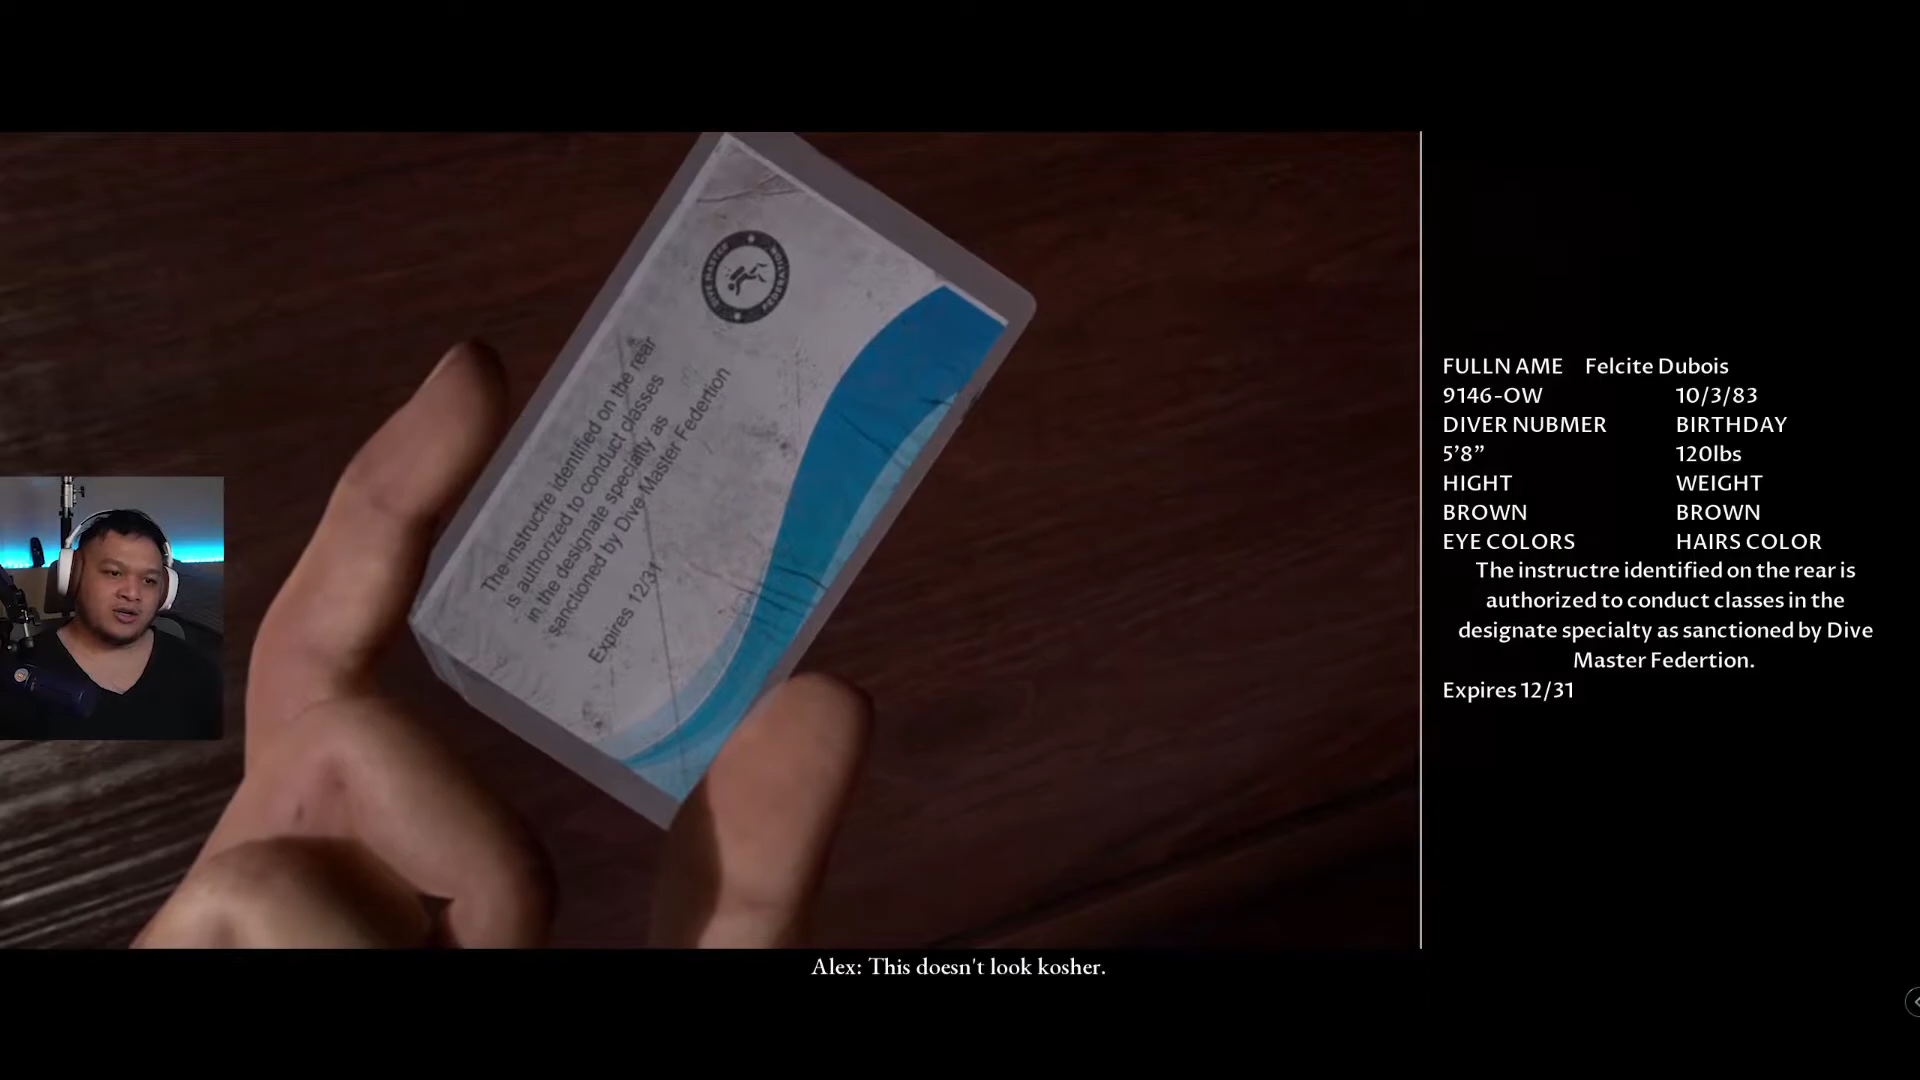 DIVE MASTER
FEDERATION
The instructre identified on the rear
is authorized to conduct classes
in the designate specialty as
sanctioned by Dive Master Federtion
Expires 12/31
FULLN AME Felcite Dubois
9146-OW 10/3/83
DIVER NUBMER BIRTHDAY
5'8” 120lbs
HIGHT WEIGHT
BROWN BROWN
EYE COLORS HAIRS COLOR
The instructre identified on the rear is
authorized to conduct classes in the
designate specialty as sanctioned by Dive
Master Federtion.
Expires 12/31
Alex: This doesn't look kosher.